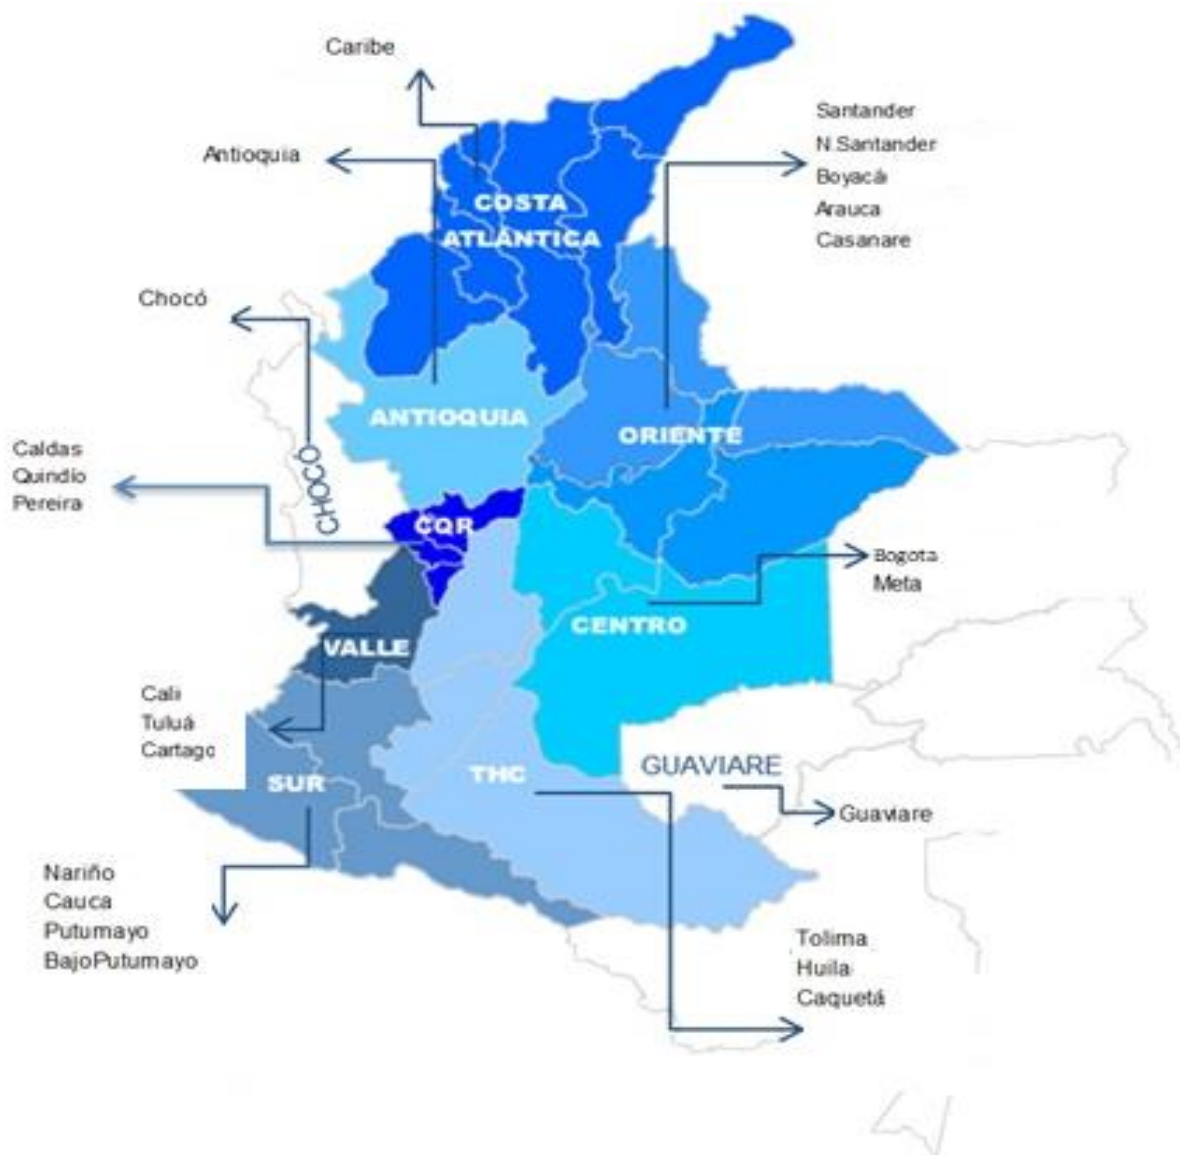 Caribe
Santander
N.Santander
Boyacá
Arauca
Casanare
Antioquia
COSTA
ATLÁNTICA
Chocó
ANTIOQUIA
ORIENTE
Caldas
Quindío
Pereira
CHOCÓ
CQR
Bogota
Meta
CENTRO
VALLE
Cali
Tuluá
Cartago
SUR
THC
GUAVIARE
Guaviare
Nariño
Cauca
Putumayo
BajoPutumayo
Tolima
Huila
Caquetá